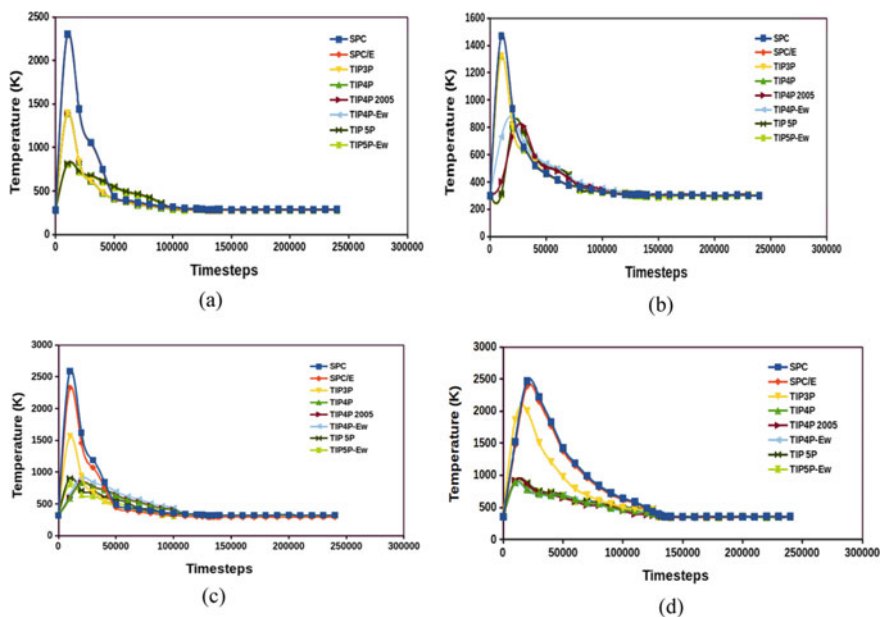 2500
2000
1500
1000
500
0
Temperature (K)
SPC
SPC/E
TIP3P
TIP4P
TIP4P 2005
TIP4P-Ew
TIP 5P
TIP5P-Ew
0 50000 100000 150000 200000 250000 300000
Timesteps
(a)
1600
1400
1200
1000
800
600
400
200
Temperature (K)
SPC
SPC/E
TIP3P
TIP4P
TIP4P 2005
TIP4P-Ew
TIP 5P
TIP5P-Ew
0 50000 100000 150000 200000 250000 300000
Timesteps
(b)
3000
2500
2000
1500
1000
500
0
Temperature (K)
SPC
SPC/E
TIP3P
TIP4P
TIP4P 2005
TIP4P-Ew
TIP 5P
TIP5P-Ew
0 50000 100000 150000 200000 250000 300000
Timesteps
(c)
3000
2500
2000
1500
1000
500
0
Temperature (K)
SPC
SPC/E
TIP3P
TIP4P
TIP4P 2005
TIP4P-Ew
TIP 5P
TIP5P-Ew
0 50000 100000 150000 200000 250000 300000
Timesteps
(d)